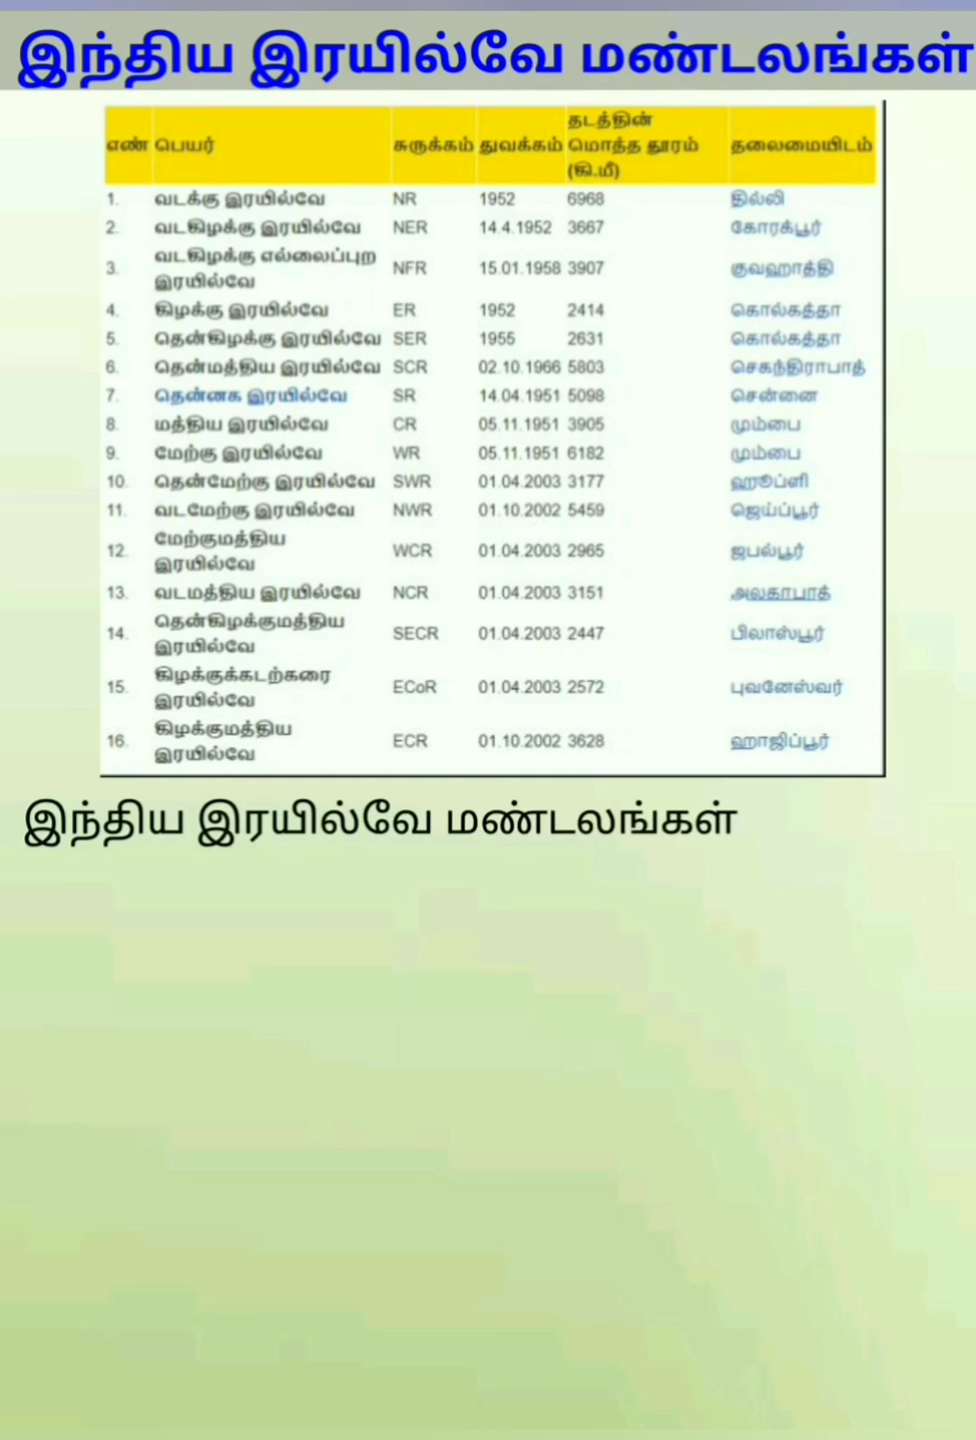 இந்திய இரயில்வே மண்டலங்கள்
எண் பெயர் சுருக்கம் துவக்கம் தடத்தின் மொத்த தூரம் (கி.மீ) தலைமையிடம்
1. வடக்கு இரயில்வே NR 1952 6968 தில்லி
2. வடகிழக்கு இரயில்வே NER 14.4.1952 3667 கோரக்பூர்
3. வடகிழக்கு எல்லைப்புற இரயில்வே NFR 15.01.1958 3907 குவஹாத்தி
4. கிழக்கு இரயில்வே ER 1952 2414 கொல்கத்தா
5. தென்கிழக்கு இரயில்வே SER 1955 2631 கொல்கத்தா
6. தென்மத்திய இரயில்வே SCR 02.10.1966 5803 செகந்திராபாத்
7. தென்னக இரயில்வே SR 14.04.1951 5098 சென்னை
8. மத்திய இரயில்வே CR 05.11.1951 3905 மும்பை
9. மேற்கு இரயில்வே WR 05.11.1951 6182 மும்பை
10. தென்மேற்கு இரயில்வே SWR 01.04.2003 3177 ஹூப்ளி
11. வடமேற்கு இரயில்வே NWR 01.10.2002 5459 ஜெய்ப்பூர்
12. மேற்குமத்திய இரயில்வே WCR 01.04.2003 2965 ஜபல்பூர்
13. வடமத்திய இரயில்வே NCR 01.04.2003 3151 அலகாபாத்
14. தென்கிழக்குமத்திய இரயில்வே SECR 01.04.2003 2447 பிலாஸ்பூர்
15. கிழக்குக்கடற்கரை இரயில்வே ECoR 01.04.2003 2572 புவனேஸ்வர்
16. கிழக்குமத்திய இரயில்வே ECR 01.10.2002 3628 ஹாஜிப்பூர்
இந்திய இரயில்வே மண்டலங்கள்